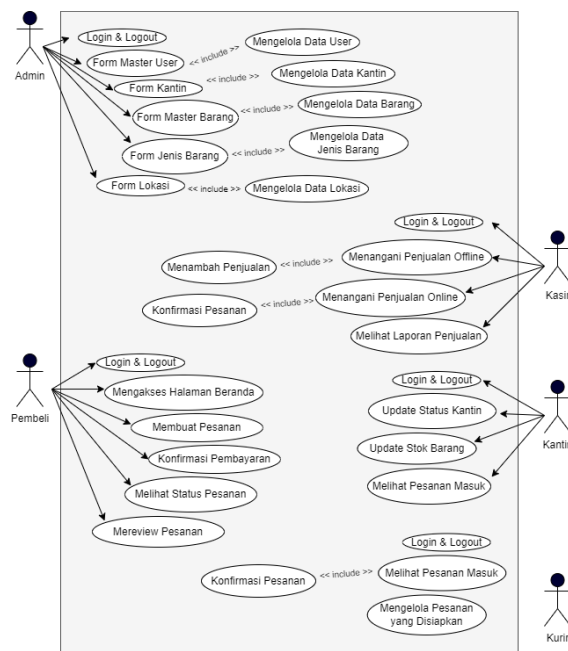 Admin
Login & Logout
Form Master User
<< include >>
Mengelola Data User
Form Kantin
<< include >>
Mengelola Data Kantin
Form Master Barang
<< include >>
Mengelola Data Barang
Form Jenis Barang
<< include >>
Mengelola Data
Jenis Barang
Form Lokasi
<< include >>
Mengelola Data Lokasi
Login & Logout
Menambah Penjualan
<< include >>
Menangani Penjualan Offline
Kasir
Konfirmasi Pesanan
<< include >>
Menangani Penjualan Online
Melihat Laporan Penjualan
Pembeli
Login & Logout
Mengakses Halaman Beranda
Membuat Pesanan
Konfirmasi Pembayaran
Melihat Status Pesanan
Mereview Pesanan
Login & Logout
Update Status Kantin
Kantin
Update Stok Barang
Melihat Pesanan Masuk
Login & Logout
Konfirmasi Pesanan
<< include >>
Melihat Pesanan Masuk
Mengelola Pesanan
yang Disiapkan
Kurir